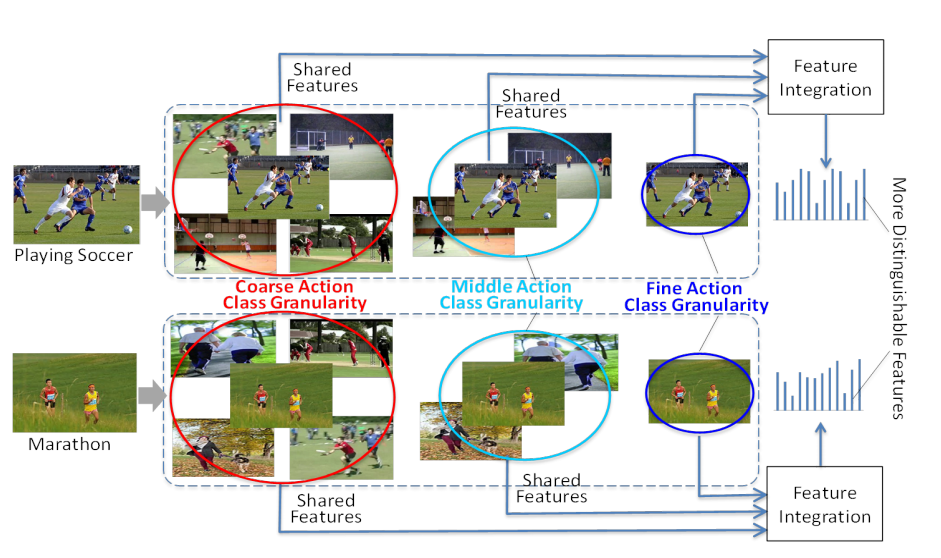 Shared
Features
Shared
Features
Feature
Integration
Playing Soccer
Coarse Action
Class Granularity
Middle Action
Class Granularity
Fine Action
Class Granularity
More Distinguishable Features
Marathon
Shared
Features
Shared
Features
Feature
Integration